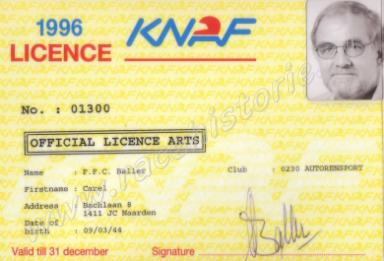 1996
LICENCE
KNAF
No. : 01300
OFFICIAL LICENCE ARTS
Name : F.F.C. Baller Club : 0230 AUTORENSPORT
Firstname : Carel
Address : Bachlaan 8
1411 JC Naarden
Date of
birth : 09/03/44
Valid till 31 december Signature